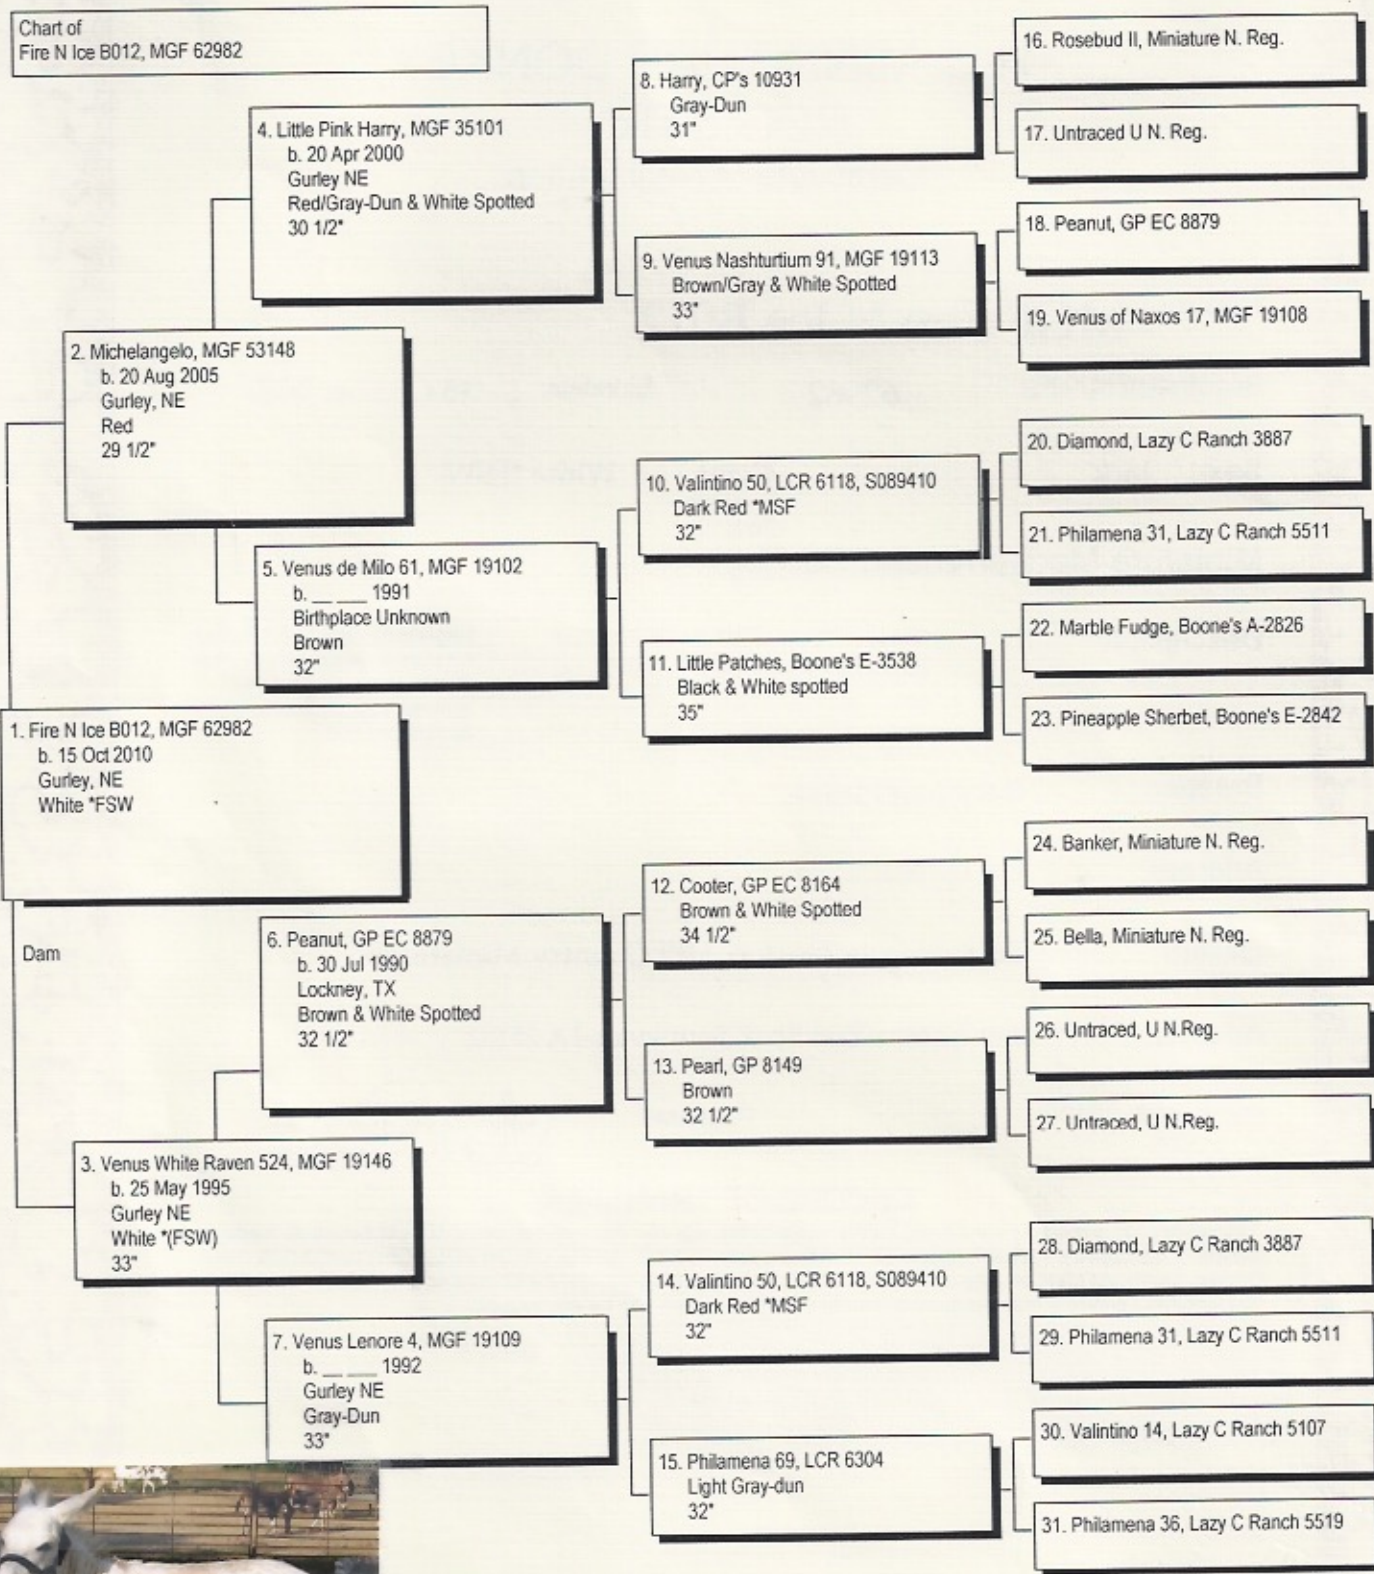 Chart of
Fire N Ice B012, MGF 62982
1. Fire N Ice B012, MGF 62982
b. 15 Oct 2010
Gurley, NE
White *FSW
Dam
2. Michelangelo, MGF 53148
b. 20 Aug 2005
Gurley, NE
Red
29 1/2"
3. Venus White Raven 524, MGF 19146
b. 25 May 1995
Gurley NE
White *(FSW)
33"
4. Little Pink Harry, MGF 35101
b. 20 Apr 2000
Gurley NE
Red/Gray-Dun & White Spotted
30 1/2"
5. Venus de Milo 61, MGF 19102
b. __ ___ 1991
Birthplace Unknown
Brown
32"
6. Peanut, GP EC 8879
b. 30 Jul 1990
Lockney, TX
Brown & White Spotted
32 1/2"
7. Venus Lenore 4, MGF 19109
b. __ ___ 1992
Gurley NE
Gray-Dun
33"
8. Harry, CP's 10931
Gray-Dun
31"
9. Venus Nashturtium 91, MGF 19113
Brown/Gray & White Spotted
33"
10. Valintino 50, LCR 6118, S089410
Dark Red *MSF
32"
11. Little Patches, Boone's E-3538
Black & White spotted
35"
12. Cooter, GP EC 8164
Brown & White Spotted
34 1/2"
13. Pearl, GP 8149
Brown
32 1/2"
14. Valintino 50, LCR 6118, S089410
Dark Red *MSF
32"
15. Philamena 69, LCR 6304
Light Gray-dun
32"
16. Rosebud II, Miniature N. Reg.
17. Untraced U N. Reg.
18. Peanut, GP EC 8879
19. Venus of Naxos 17, MGF 19108
20. Diamond, Lazy C Ranch 3887
21. Philamena 31, Lazy C Ranch 5511
22. Marble Fudge, Boone's A-2826
23. Pineapple Sherbet, Boone's E-2842
24. Banker, Miniature N. Reg.
25. Bella, Miniature N. Reg.
26. Untraced, U N.Reg.
27. Untraced, U N.Reg.
28. Diamond, Lazy C Ranch 3887
29. Philamena 31, Lazy C Ranch 5511
30. Valintino 14, Lazy C Ranch 5107
31. Philamena 36, Lazy C Ranch 5519